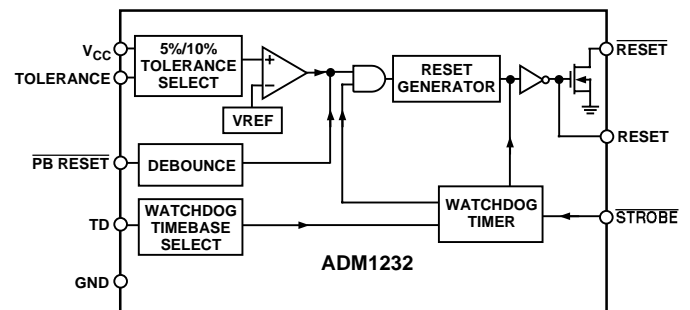 VCC
TOLERANCE
5%/10%
TOLERANCE
SELECT
+
−
VREF
RESET
GENERATOR
RESET
RESET
PB RESET
DEBOUNCE
TD
WATCHDOG
TIMEBASE
SELECT
WATCHDOG
TIMER
STROBE
ADM1232
GND